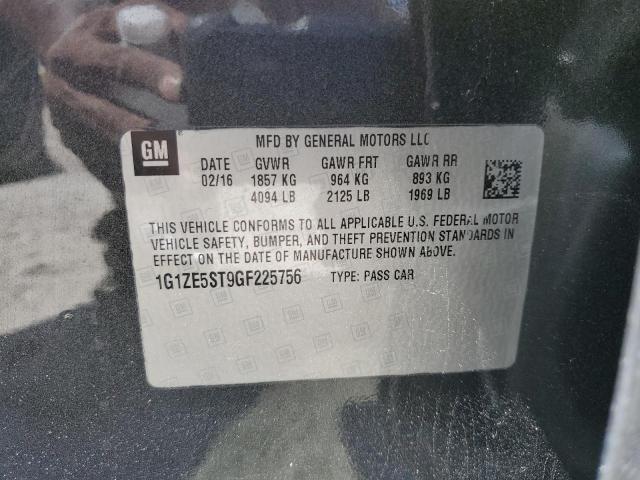 GM
MFD BY GENERAL MOTORS LLC
DATE GVWR GAWR FRT GAWR RR
02/16 1857 KG 964 KG 893 KG
4094 LB 2125 LB 1969 LB
THIS VEHICLE CONFORMS TO ALL APPLICABLE U.S. FEDERAL MOTOR
VEHICLE SAFETY, BUMPER, AND THEFT PREVENTION STANDARDS IN
EFFECT ON THE DATE OF MANUFACTURE SHOWN ABOVE.
1G1ZE5ST9GF225756 TYPE: PASS CAR